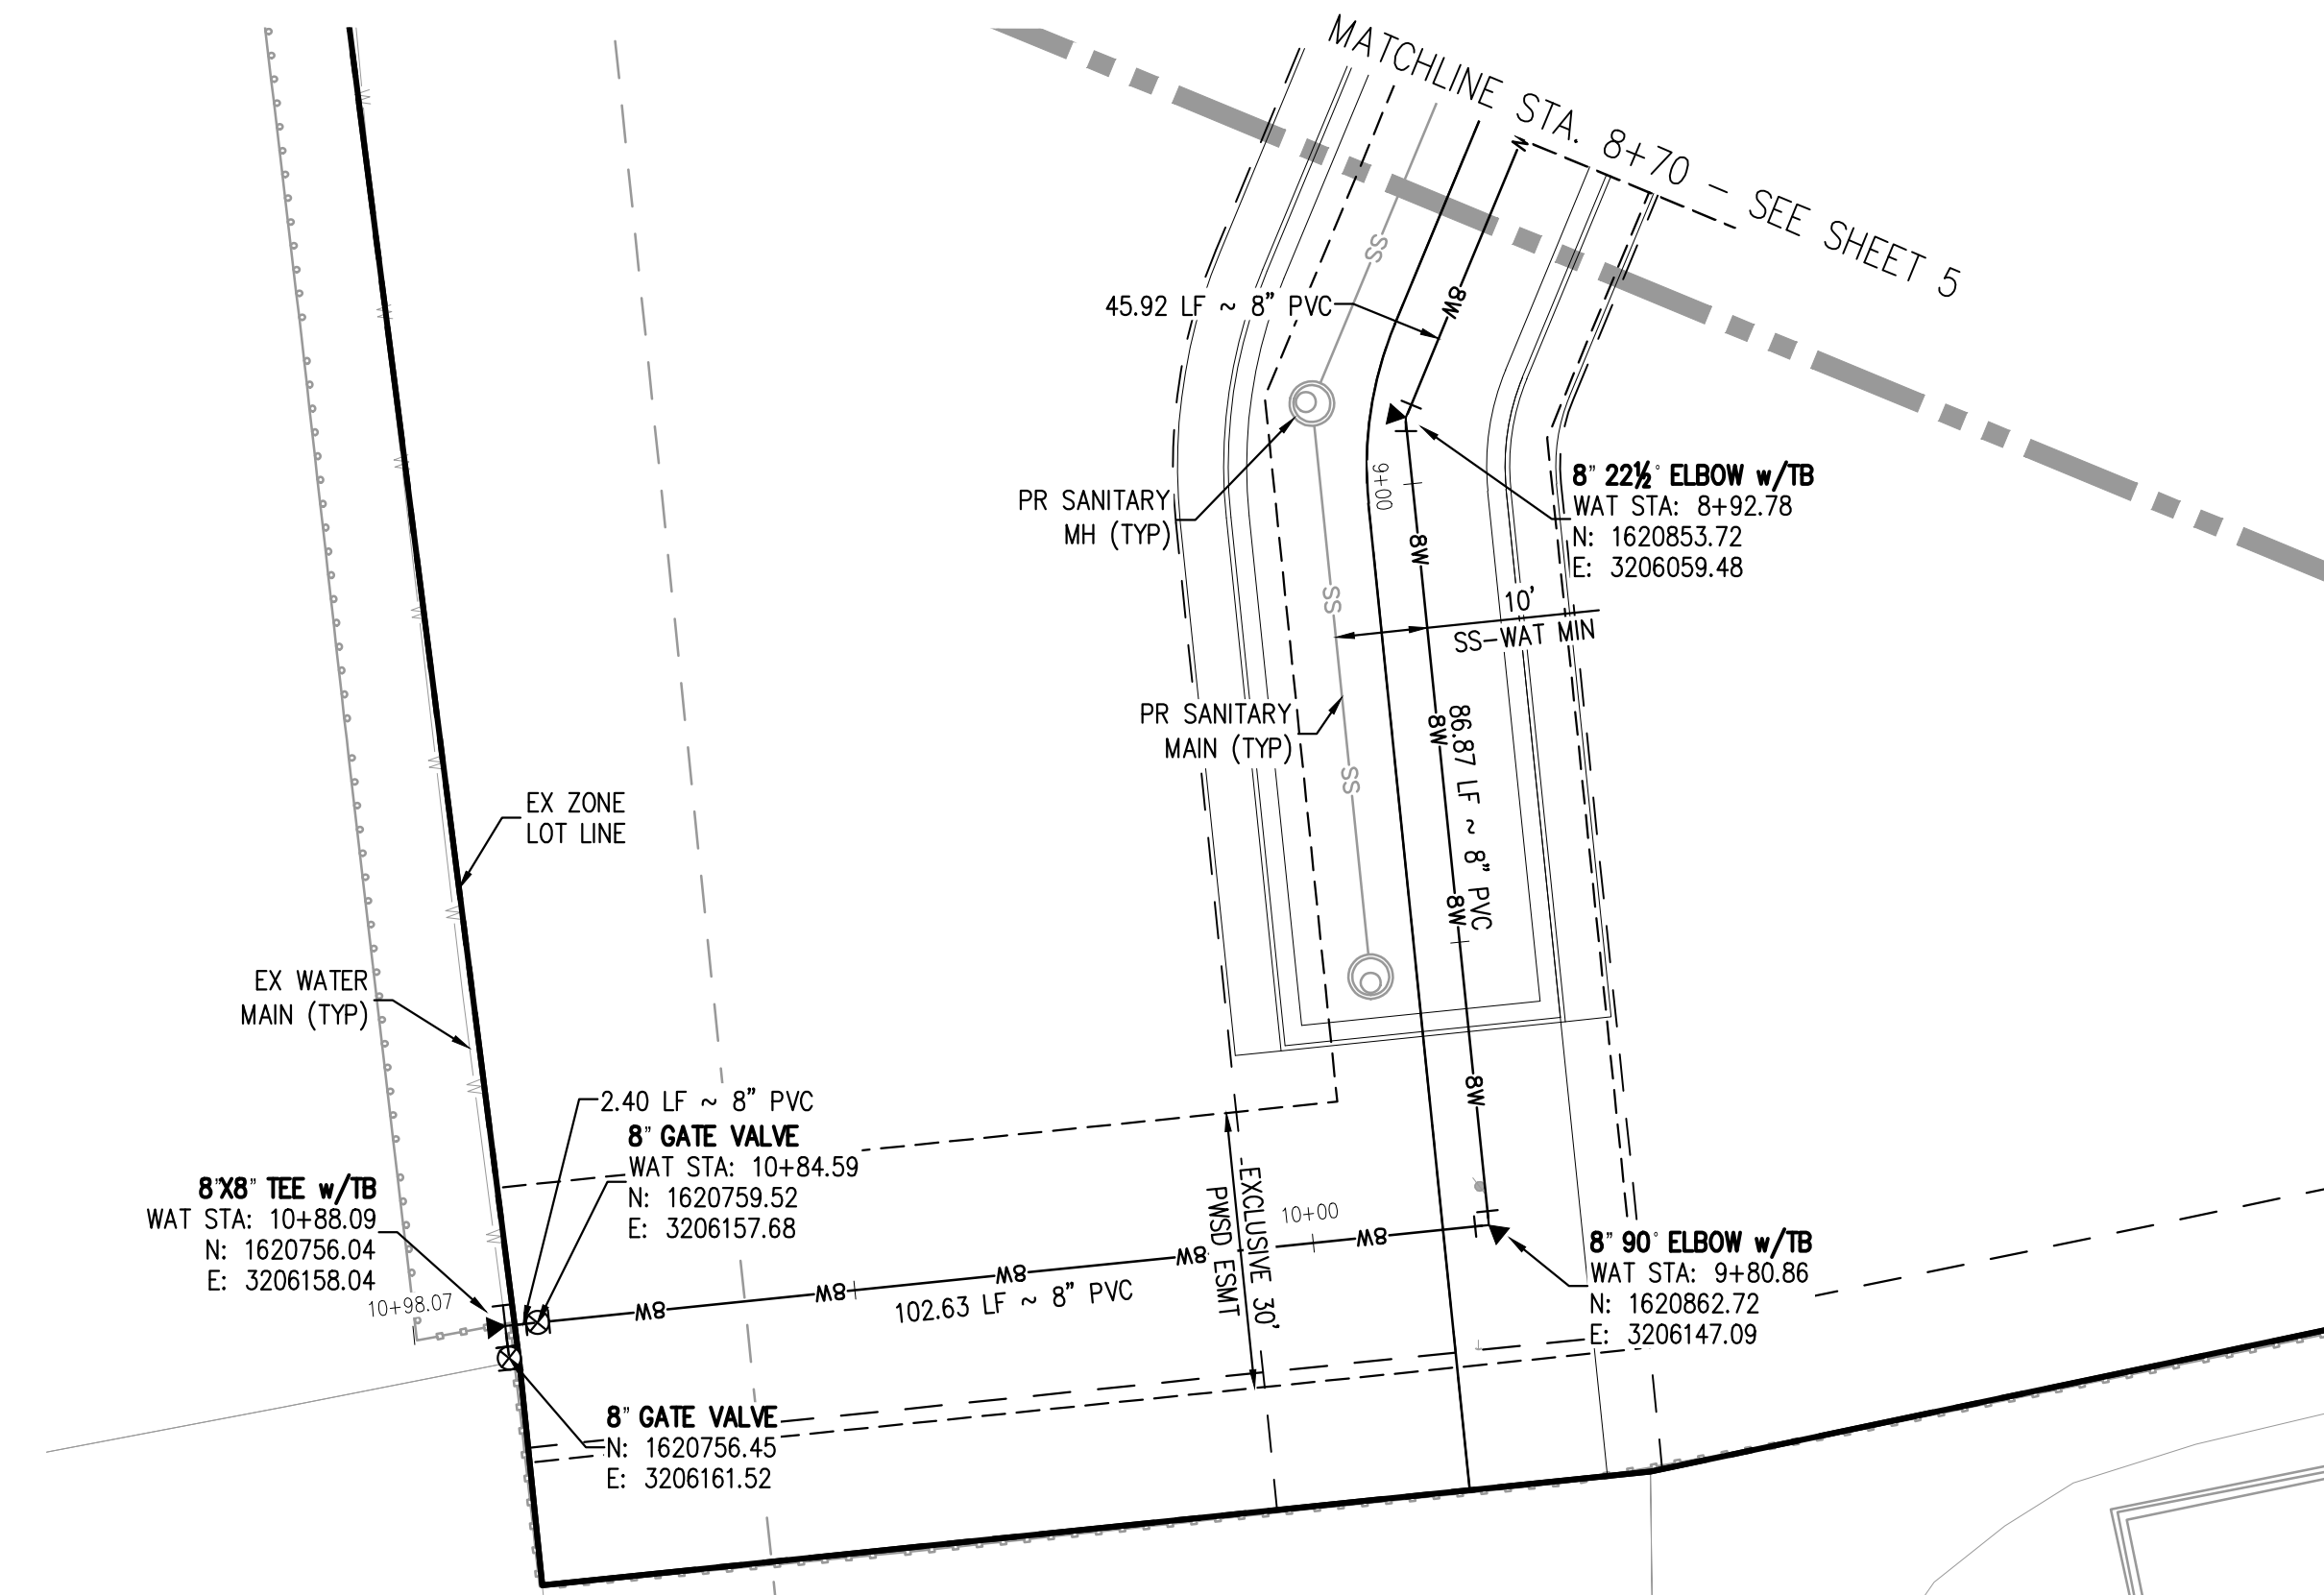 MATCHLINE STA. 8+70 - SEE SHEET 5
N
SS
8W
45.92 LF ~ 8" PVC
9+00
8" 22½° ELBOW w/TB
WAT STA: 8+92.78
N: 1620853.72
E: 3206059.48
PR SANITARY
MH (TYP)
8W
SS
10'
SS-WAT MIN
PR SANITARY
MAIN (TYP)
8W
86.87 LF ~ 8" PVC
SS
8W
EX ZONE
LOT LINE
EX WATER
MAIN (TYP)
8W
2.40 LF ~ 8" PVC
8" GATE VALVE
WAT STA: 10+84.59
N: 1620759.52
E: 3206157.68
8"X8" TEE w/TB
WAT STA: 10+88.09
N: 1620756.04
E: 3206158.04
10+98.07
EXCLUSIVE 30'
PWSD ESMT
10+00
8W
8W
8W
8W
8W
102.63 LF ~ 8" PVC
8" 90° ELBOW w/TB
WAT STA: 9+80.86
N: 1620862.72
E: 3206147.09
8" GATE VALVE
N: 1620756.45
E: 3206161.52